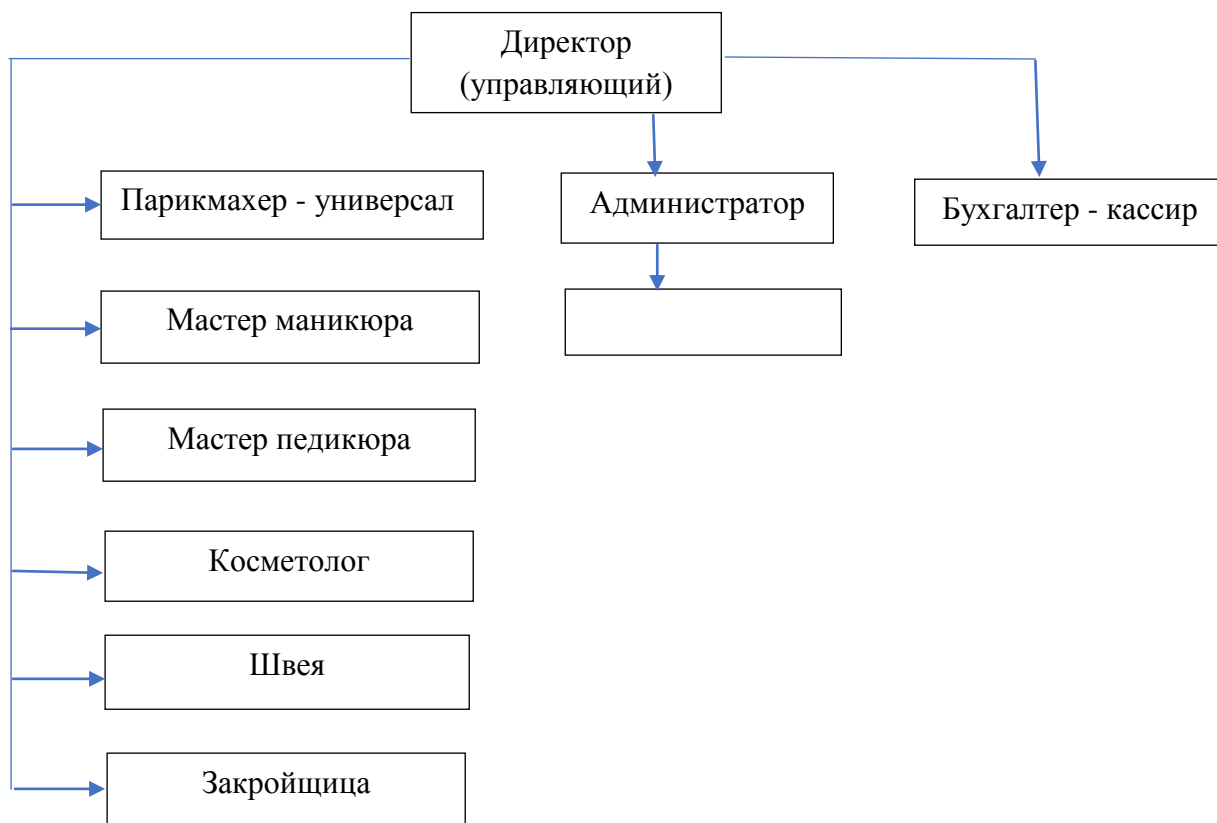 Директор
(управляющий)
Парикмахер - универсал
Администратор
Бухгалтер - кассир
Мастер маникюра
Мастер педикюра
Косметолог
Швея
Закройщица